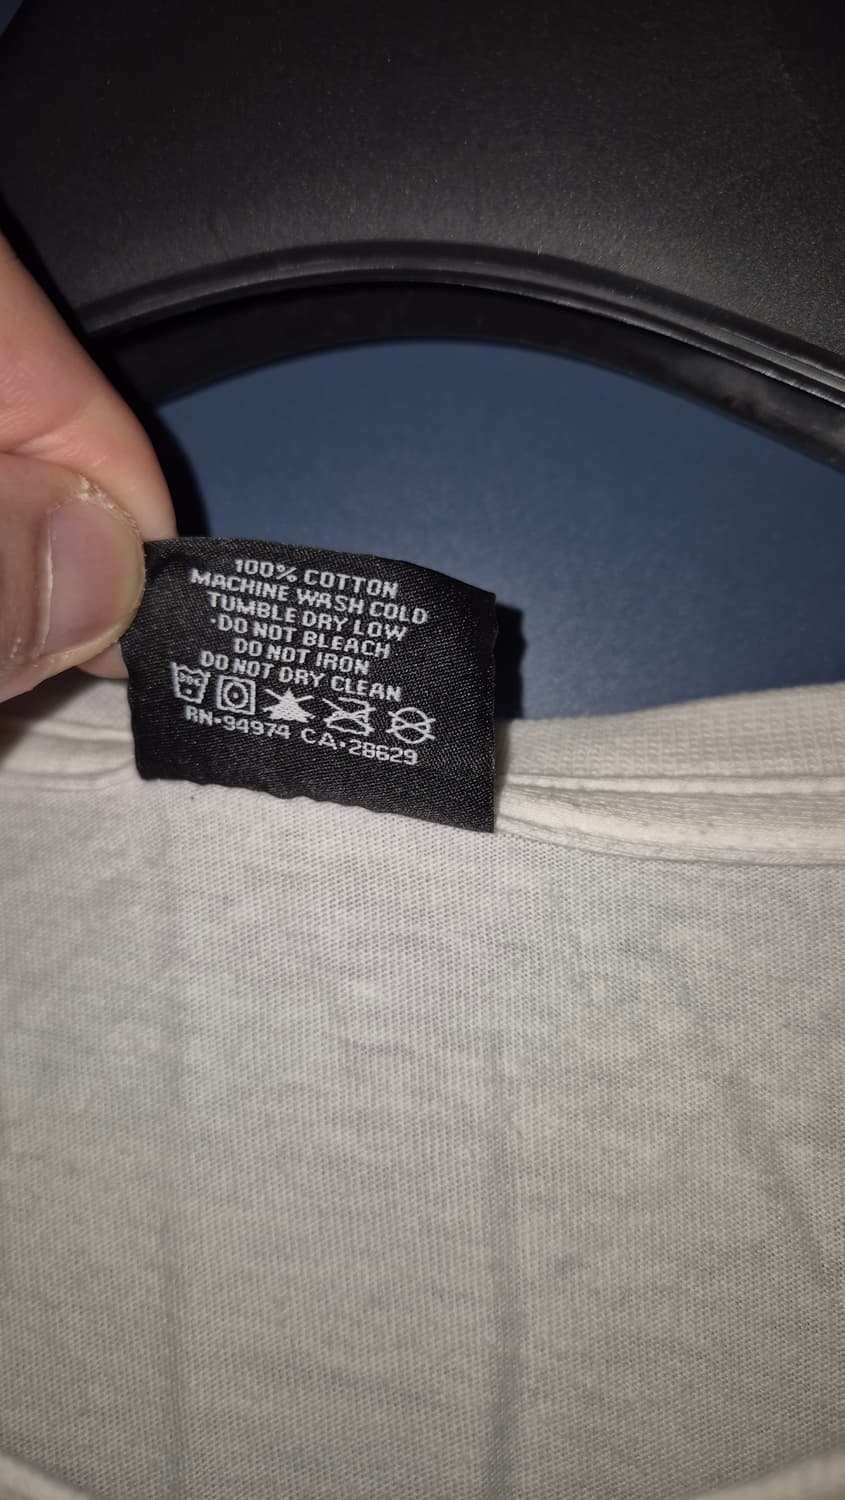 100% COTTON
MACHINE WASH COLD
TUMBLE DRY LOW
·DO NOT BLEACH
DO NOT IRON
DO NOT DRY CLEAN
RN·94974 CA·28629